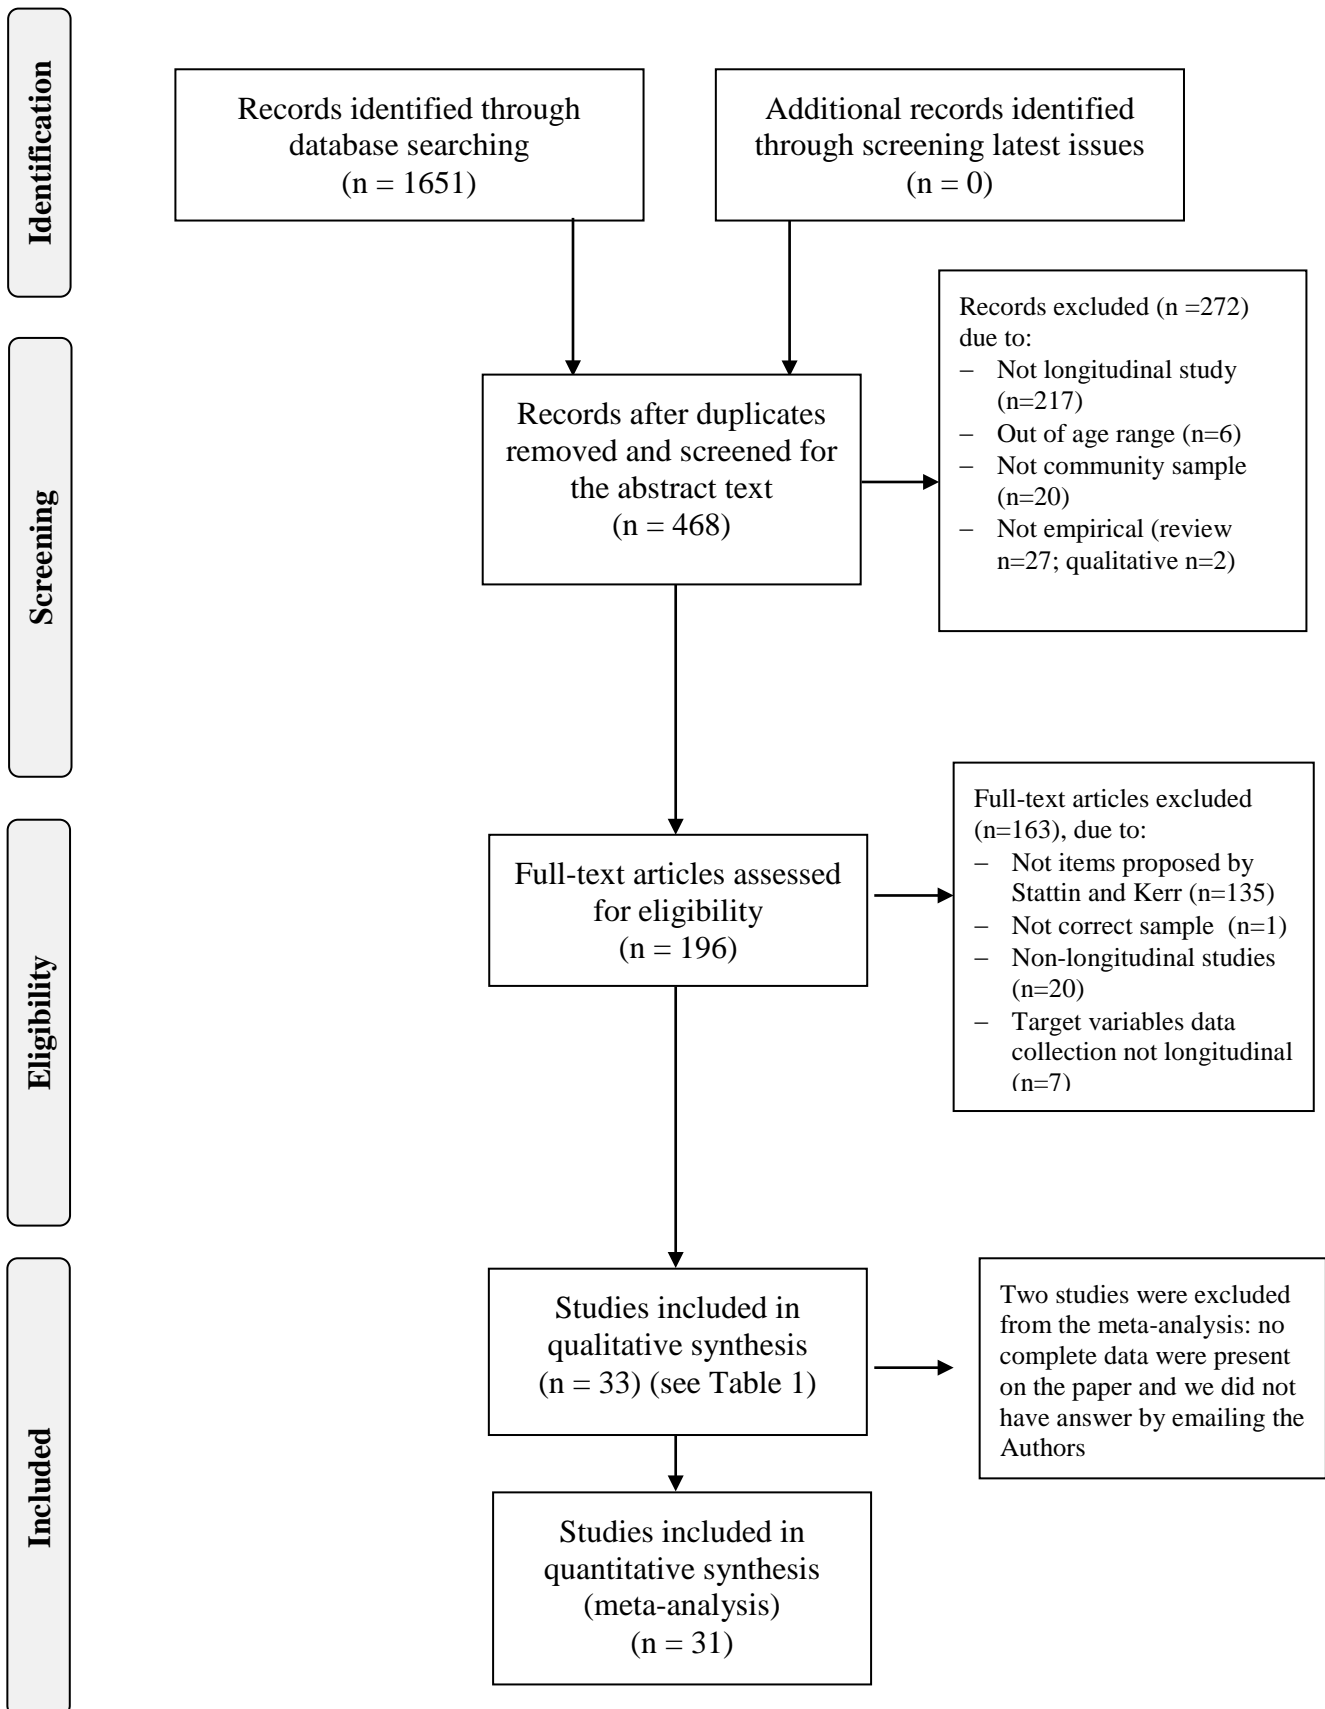 Identification
Records identified through
database searching
(n = 1651)
Additional records identified
through screening latest issues
(n = 0)
Records excluded (n =272)
due to:
– Not longitudinal study
(n=217)
– Out of age range (n=6)
– Not community sample
(n=20)
– Not empirical (review
n=27; qualitative n=2)
Screening
Records after duplicates
removed and screened for
the abstract text
(n = 468)
Eligibility
Full-text articles assessed
for eligibility
(n = 196)
Full-text articles excluded
(n=163), due to:
– Not items proposed by
Stattin and Kerr (n=135)
– Not correct sample (n=1)
– Non-longitudinal studies
(n=20)
– Target variables data
collection not longitudinal
(n=7)
Included
Studies included in
qualitative synthesis
(n = 33) (see Table 1)
Two studies were excluded
from the meta-analysis: no
complete data were present
on the paper and we did not
have answer by emailing the
Authors
Studies included in
quantitative synthesis
(meta-analysis)
(n = 31)